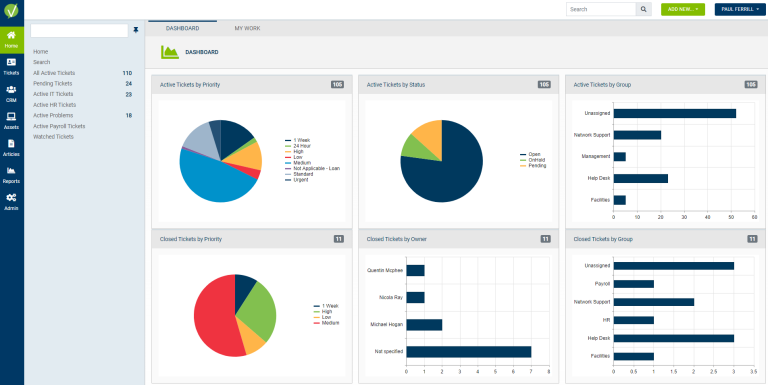 Search
ADD NEW...
PAUL FERRILL
DASHBOARD
MY WORK
DASHBOARD
Home
Tickets
CRM
Assets
Articles
Reports
Admin
Home
Search
All Active Tickets 110
Pending Tickets 24
Active IT Tickets 23
Active HR Tickets
Active Problems 18
Active Payroll Tickets
Watched Tickets
Active Tickets by Priority 105
1 Week
24 Hour
High
Low
Medium
Not Applicable - Loan
Standard
Urgent
Active Tickets by Status 105
Open
OnHold
Pending
Active Tickets by Group 105
Unassigned
Network Support
Management
Help Desk
Facilities
0 10 20 30 40 50 60
Closed Tickets by Priority 11
1 Week
High
Low
Medium
Closed Tickets by Owner 11
Quentin Mcphee
Nicola Ray
Michael Hogan
Not specified
0 1 2 3 4 5 6 7 8
Closed Tickets by Group 11
Unassigned
Payroll
Network Support
HR
Help Desk
Facilities
0 0.5 1 1.5 2 2.5 3 3.5